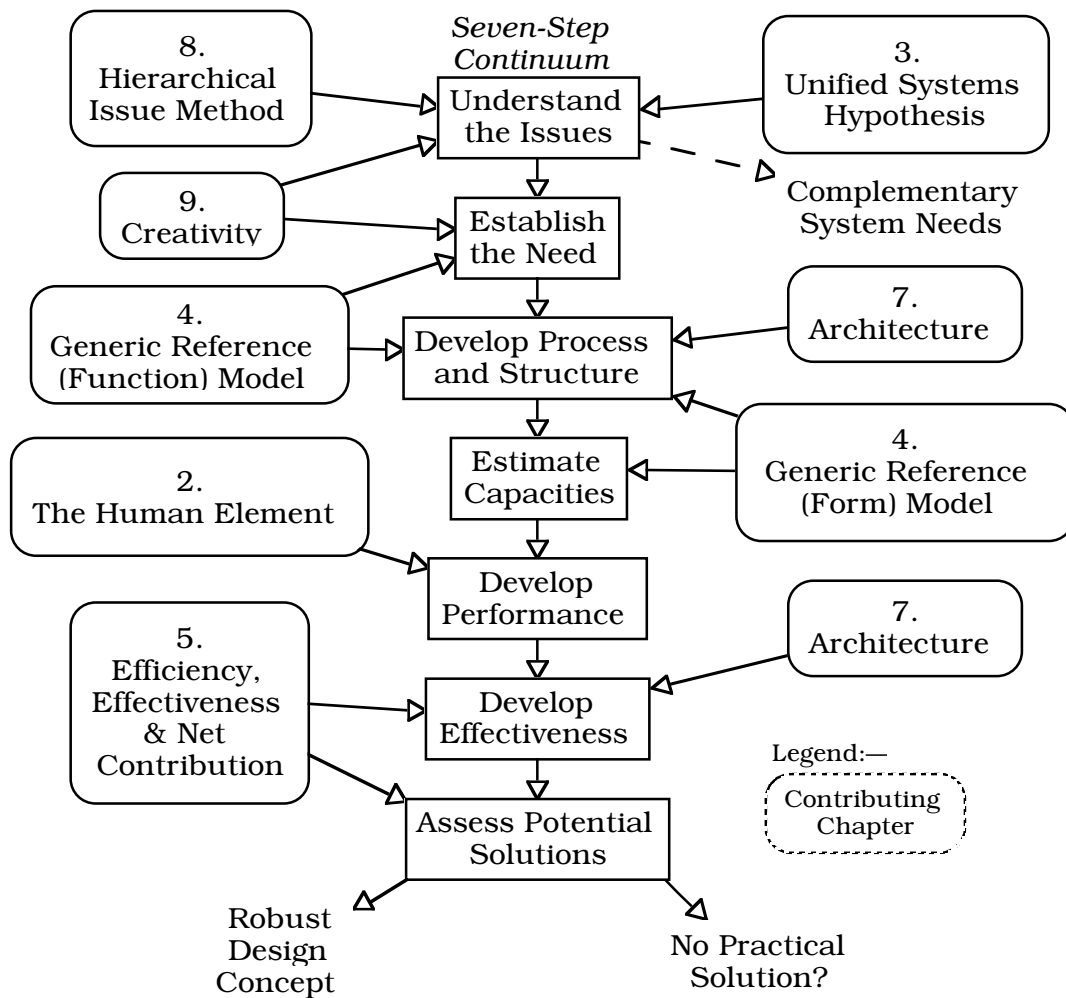 Seven-Step
Continuum
8.
Hierarchical
Issue Method
Understand
the Issues
3.
Unified Systems
Hypothesis
9.
Creativity
Establish
the Need
Complementary
System Needs
4.
Generic Reference
(Function) Model
Develop Process
and Structure
7.
Architecture
2.
The Human Element
Estimate
Capacities
4.
Generic Reference
(Form) Model
Develop
Performance
5.
Efficiency,
Effectiveness
& Net
Contribution
Develop
Effectiveness
7.
Architecture
Legend:—
Contributing
Chapter
Assess Potential
Solutions
Robust
Design
Concept
No Practical
Solution?